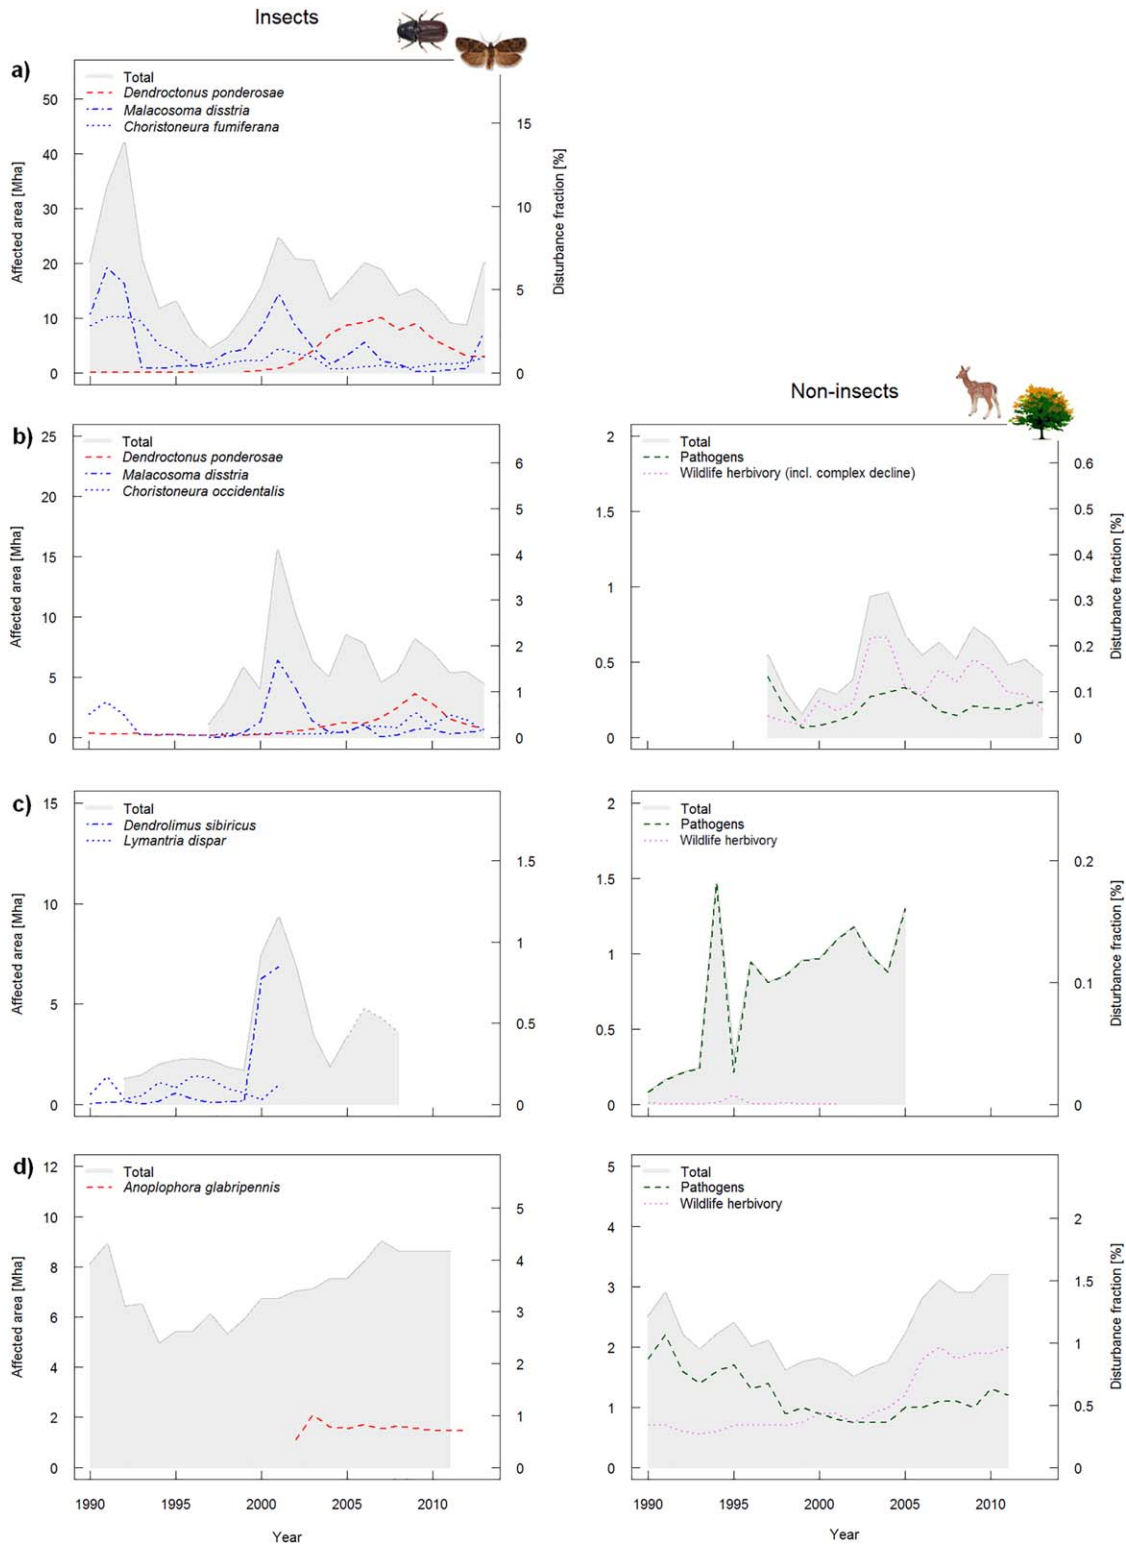 Insects
a)
Total
Dendroctonus ponderosae
Malacosoma disstria
Choristoneura fumiferana
50
40
30
20
10
0
Affected area [Mha]
15
10
5
0
Disturbance fraction [%]
Non-insects
b)
Total
Dendroctonus ponderosae
Malacosoma disstria
Choristoneura occidentalis
25
20
15
10
5
0
Affected area [Mha]
6
5
4
3
2
1
0
Total
Pathogens
Wildlife herbivory (incl. complex decline)
2
1.5
1
0.5
0
0.6
0.5
0.4
0.3
0.2
0.1
0
Disturbance fraction [%]
c)
Total
Dendrolimus sibiricus
Lymantria dispar
15
10
5
0
Affected area [Mha]
1.5
1
0.5
0
Total
Pathogens
Wildlife herbivory
2
1.5
1
0.5
0
0.2
0.1
0
Disturbance fraction [%]
d)
Total
Anoplophora glabripennis
12
10
8
6
4
2
0
Affected area [Mha]
5
4
3
2
1
0
1990 1995 2000 2005 2010
Year
Total
Pathogens
Wildlife herbivory
5
4
3
2
1
0
2
1.5
1
0.5
0
Disturbance fraction [%]
1990 1995 2000 2005 2010
Year